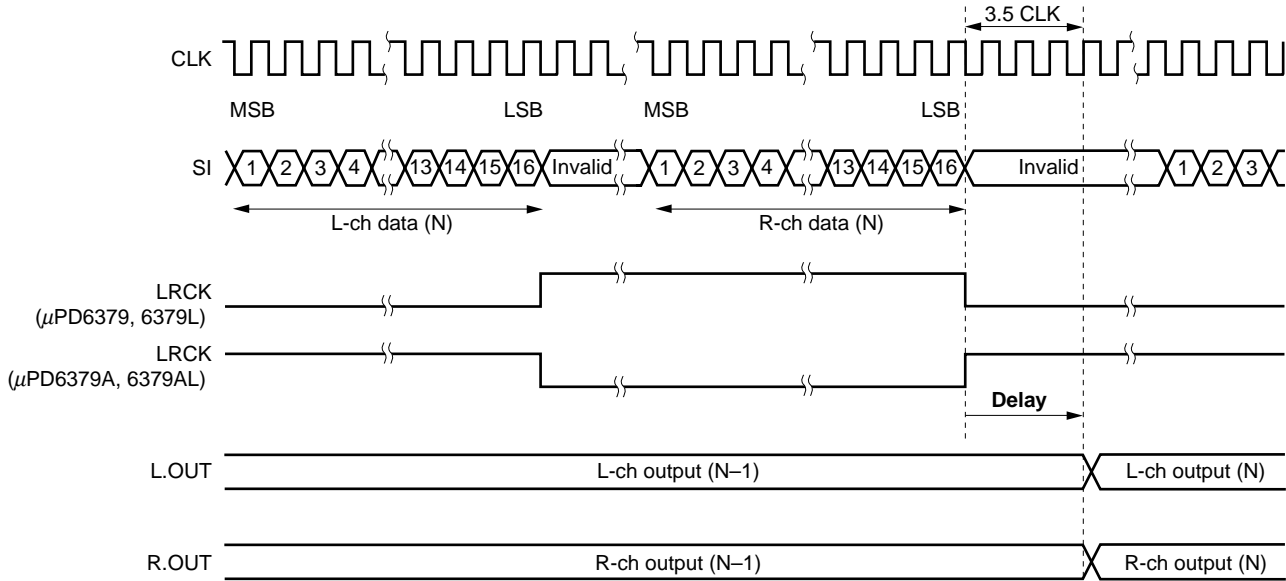 3.5 CLK
CLK
MSB LSB MSB LSB
SI 1 2 3 4 13 14 15 16 Invalid 1 2 3 4 13 14 15 16 Invalid 1 2 3
L-ch data (N) R-ch data (N)
LRCK
(μPD6379, 6379L)
LRCK
(μPD6379A, 6379AL)
Delay
L.OUT L-ch output (N–1) L-ch output (N)
R.OUT R-ch output (N–1) R-ch output (N)